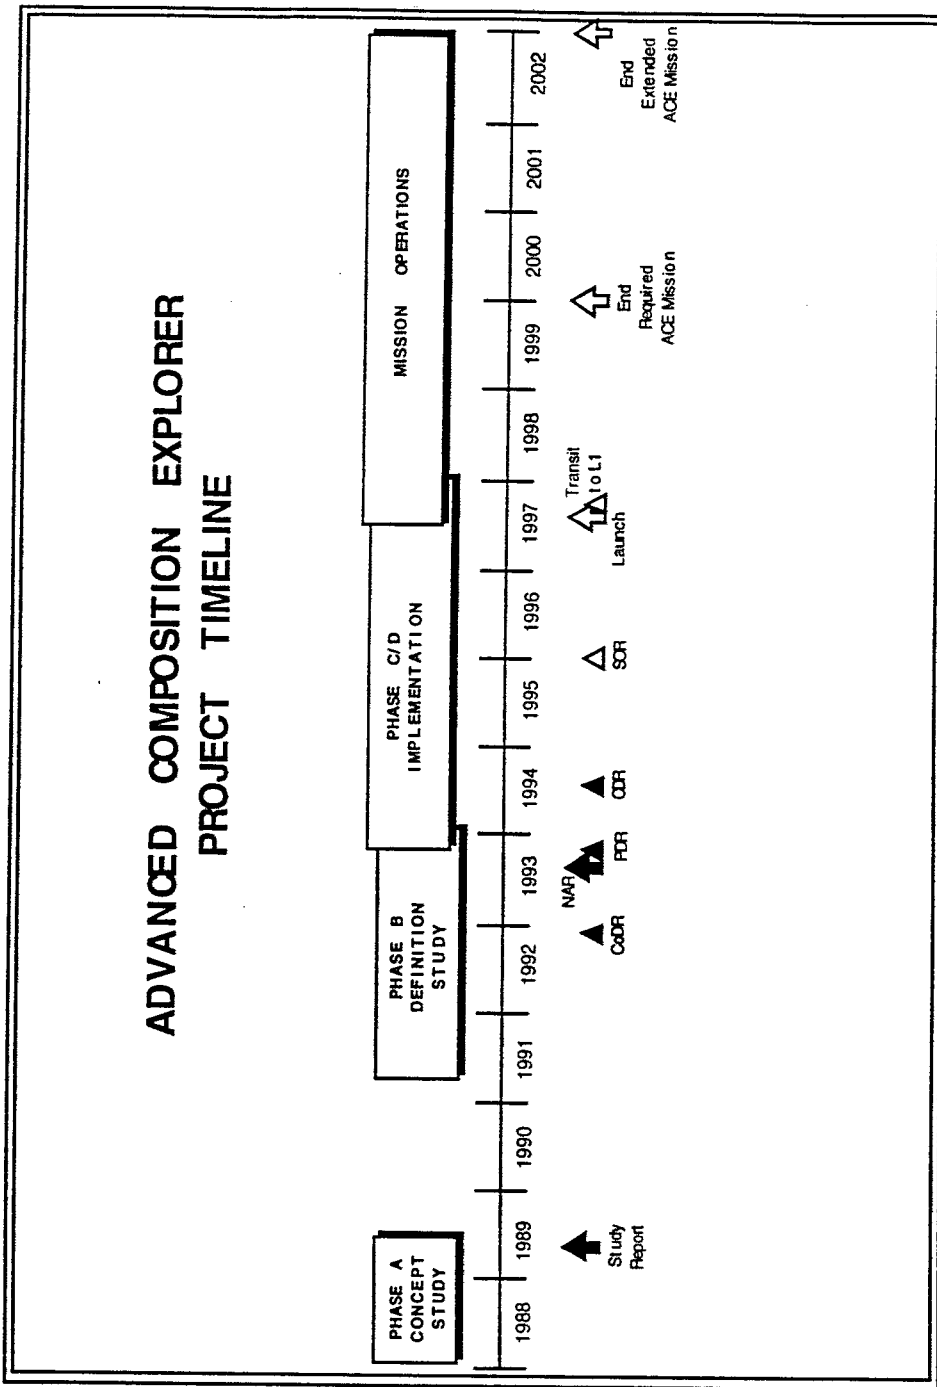 ADVANCED COMPOSITION EXPLORER
PROJECT TIMELINE
PHASE A
CONCEPT
STUDY
PHASE B
DEFINITION
STUDY
PHASE C/D
IMPLEMENTATION
MISSION OPERATIONS
1988
1989
1990
1991
1992
1993
1994
1995
1996
1997
1998
1999
2000
2001
2002
Study
Report
CoDR
NAR
PDR
CDR
SOR
Launch
Transit
to L1
End
Required
ACE Mission
End
Extended
ACE Mission